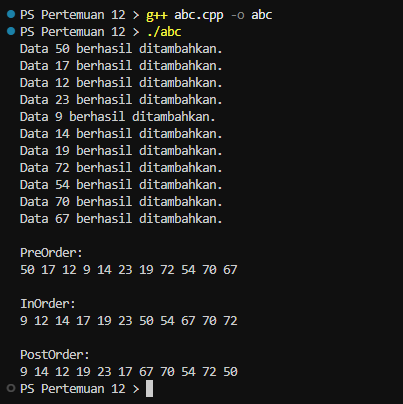 PS Pertemuan 12 > g++ abc.cpp -o abc
PS Pertemuan 12 > ./abc
Data 50 berhasil ditambahkan.
Data 17 berhasil ditambahkan.
Data 12 berhasil ditambahkan.
Data 23 berhasil ditambahkan.
Data 9 berhasil ditambahkan.
Data 14 berhasil ditambahkan.
Data 19 berhasil ditambahkan.
Data 72 berhasil ditambahkan.
Data 54 berhasil ditambahkan.
Data 70 berhasil ditambahkan.
Data 67 berhasil ditambahkan.

PreOrder:
50 17 12 9 14 23 19 72 54 70 67

InOrder:
9 12 14 17 19 23 50 54 67 70 72

PostOrder:
9 14 12 19 23 17 67 70 54 72 50
PS Pertemuan 12 >